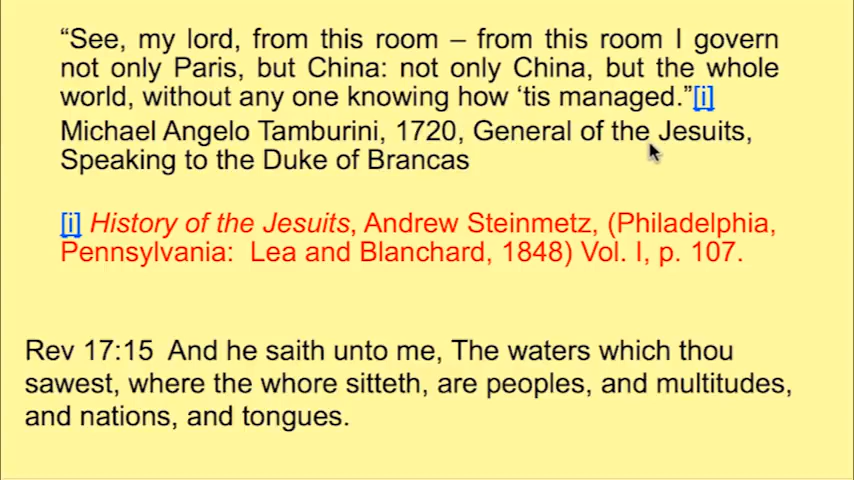 “See, my lord, from this room – from this room I govern
not only Paris, but China: not only China, but the whole
world, without any one knowing how ‘tis managed.”[i]
Michael Angelo Tamburini, 1720, General of the Jesuits,
Speaking to the Duke of Brancas
[i] History of the Jesuits, Andrew Steinmetz, (Philadelphia,
Pennsylvania: Lea and Blanchard, 1848) Vol. I, p. 107.
Rev 17:15 And he saith unto me, The waters which thou
sawest, where the whore sitteth, are peoples, and multitudes,
and nations, and tongues.